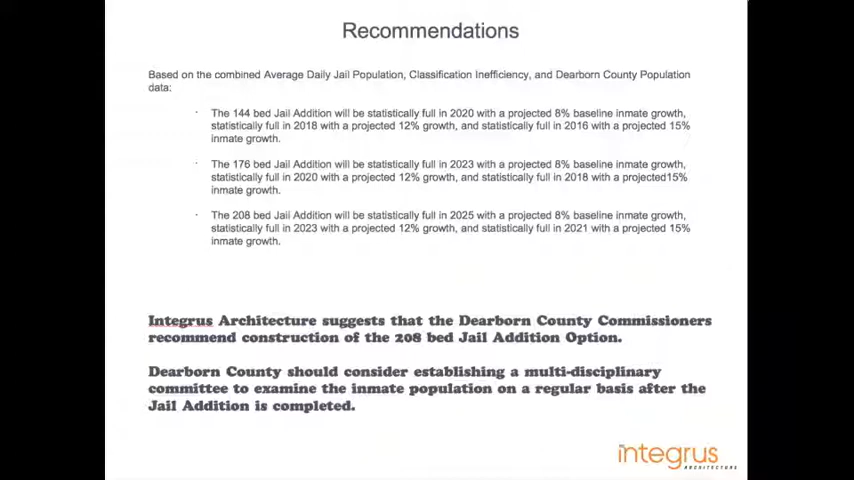 Recommendations
Based on the combined Average Daily Jail Population, Classification Inefficiency, and Dearborn County Population
data:
· The 144 bed Jail Addition will be statistically full in 2020 with a projected 8% baseline inmate growth,
statistically full in 2018 with a projected 12% growth, and statistically full in 2016 with a projected 15%
inmate growth.
· The 176 bed Jail Addition will be statistically full in 2023 with a projected 8% baseline inmate growth,
statistically full in 2020 with a projected 12% growth, and statistically full in 2018 with a projected15%
inmate growth.
· The 208 bed Jail Addition will be statistically full in 2025 with a projected 8% baseline inmate growth,
statistically full in 2023 with a projected 12% growth, and statistically full in 2021 with a projected 15%
inmate growth.
Integrus Architecture suggests that the Dearborn County Commissioners
recommend construction of the 208 bed Jail Addition Option.
Dearborn County should consider establishing a multi-disciplinary
committee to examine the inmate population on a regular basis after the
Jail Addition is completed.
integrus
ARCHITECTURE